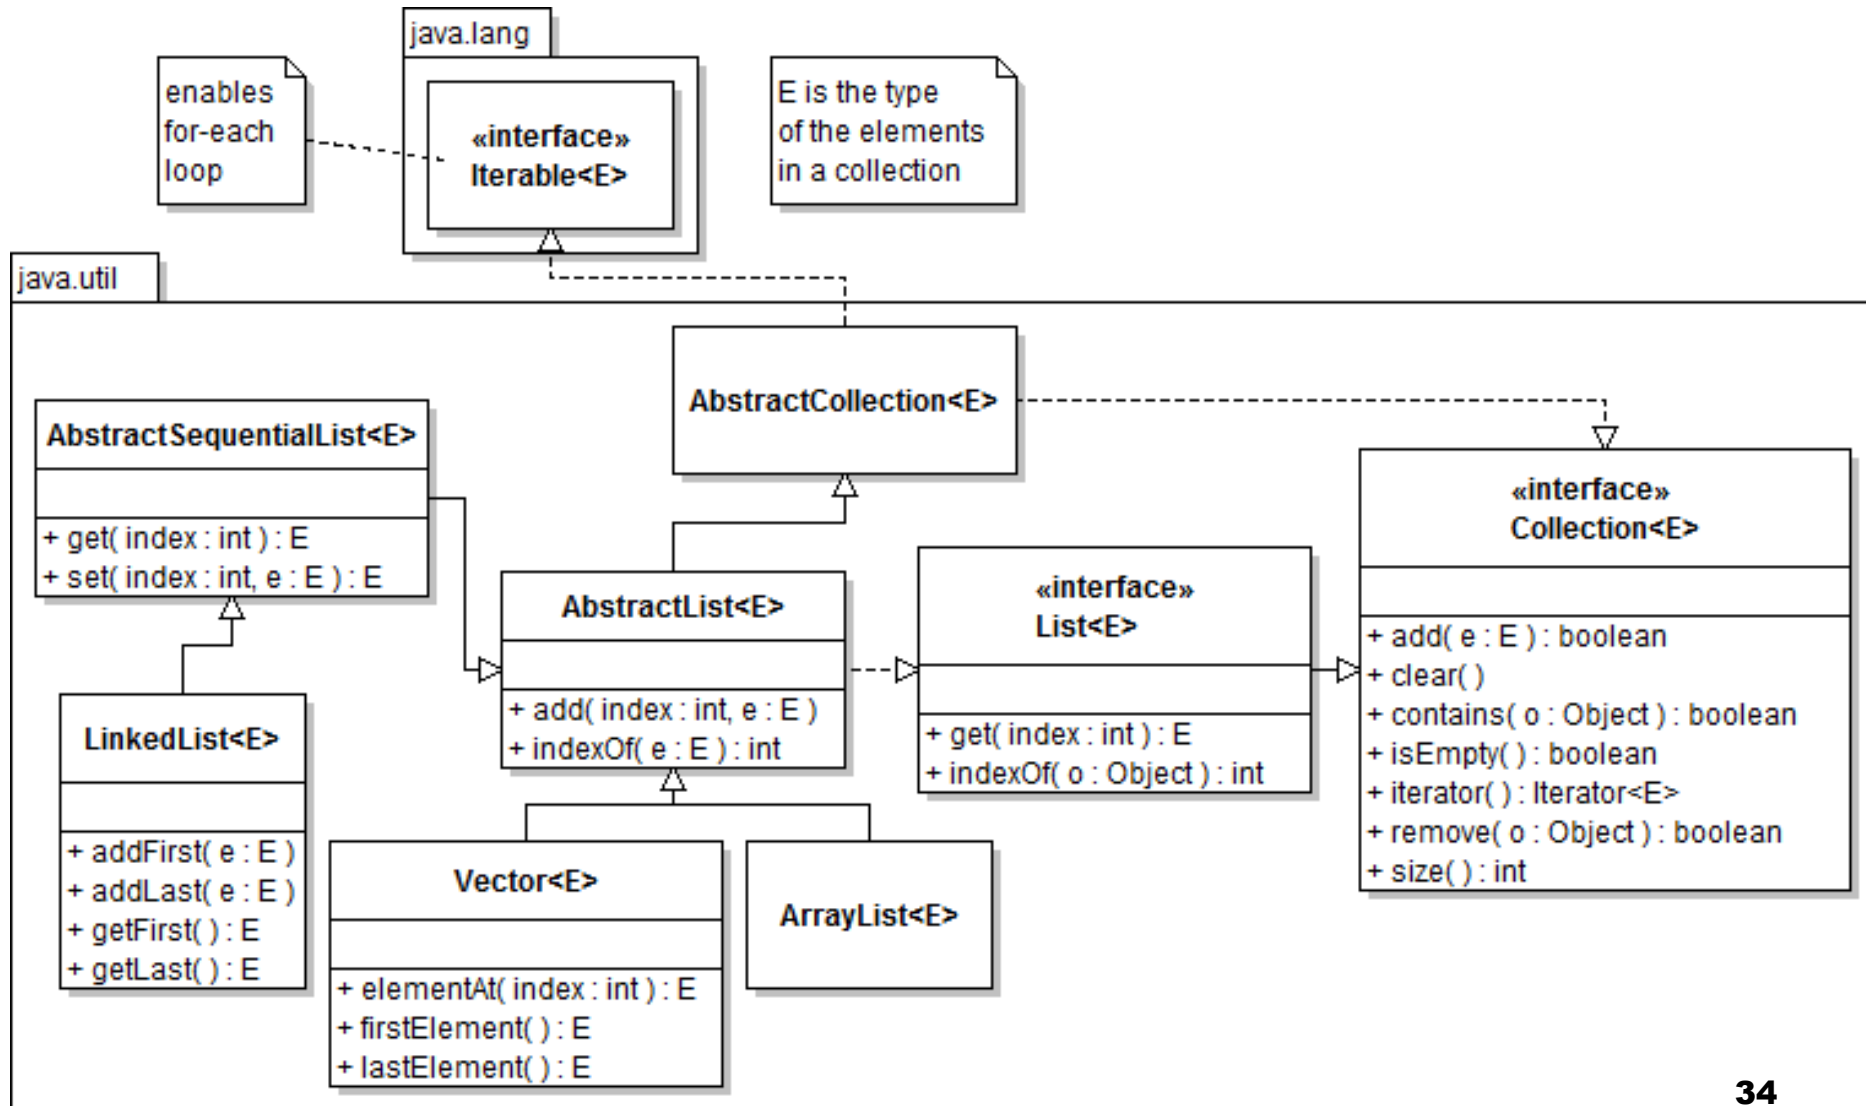 java.lang
enables
for-each
loop
«interface»
Iterable<E>
E is the type
of the elements
in a collection
java.util
AbstractCollection<E>
AbstractSequentialList<E>
+ get( index : int ) : E
+ set( index : int, e : E ) : E
«interface»
Collection<E>
+ add( e : E ) : boolean
+ clear( )
+ contains( o : Object ) : boolean
+ isEmpty( ) : boolean
+ iterator( ) : Iterator<E>
+ remove( o : Object ) : boolean
+ size( ) : int
AbstractList<E>
+ add( index : int, e : E )
+ indexOf( e : E ) : int
«interface»
List<E>
+ get( index : int ) : E
+ indexOf( o : Object ) : int
LinkedList<E>
+ addFirst( e : E )
+ addLast( e : E )
+ getFirst( ) : E
+ getLast( ) : E
Vector<E>
+ elementAt( index : int ) : E
+ firstElement( ) : E
+ lastElement( ) : E
ArrayList<E>
34